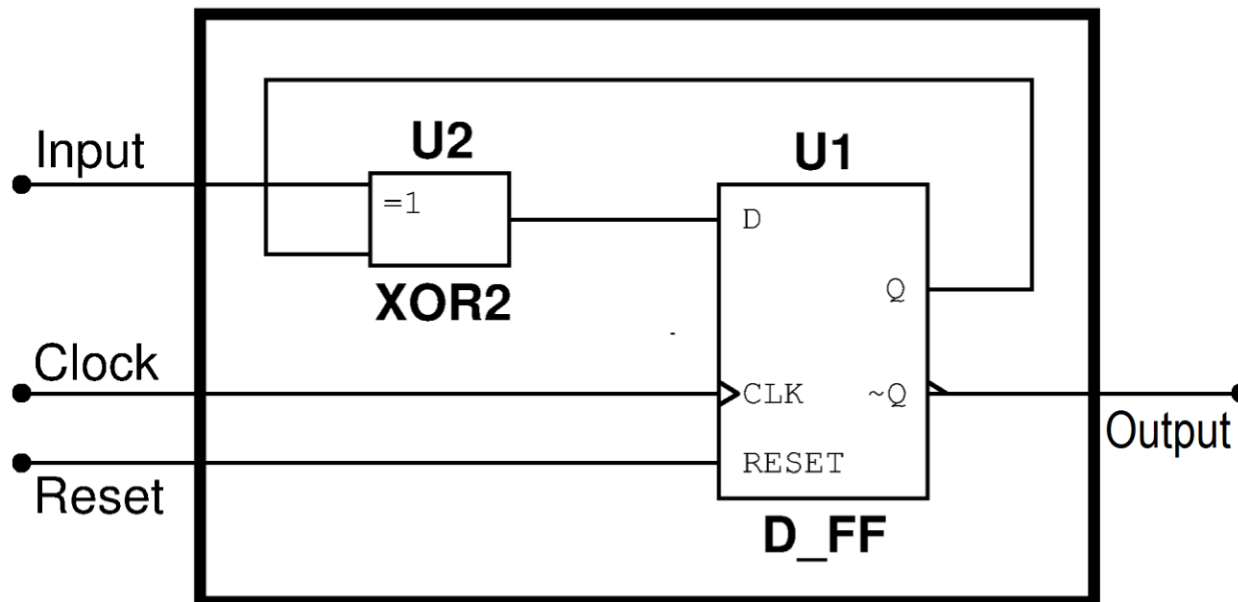 Input
U2
=1
XOR2
U1
D
Q
Clock
CLK
~Q
Output
Reset
RESET
D_FF